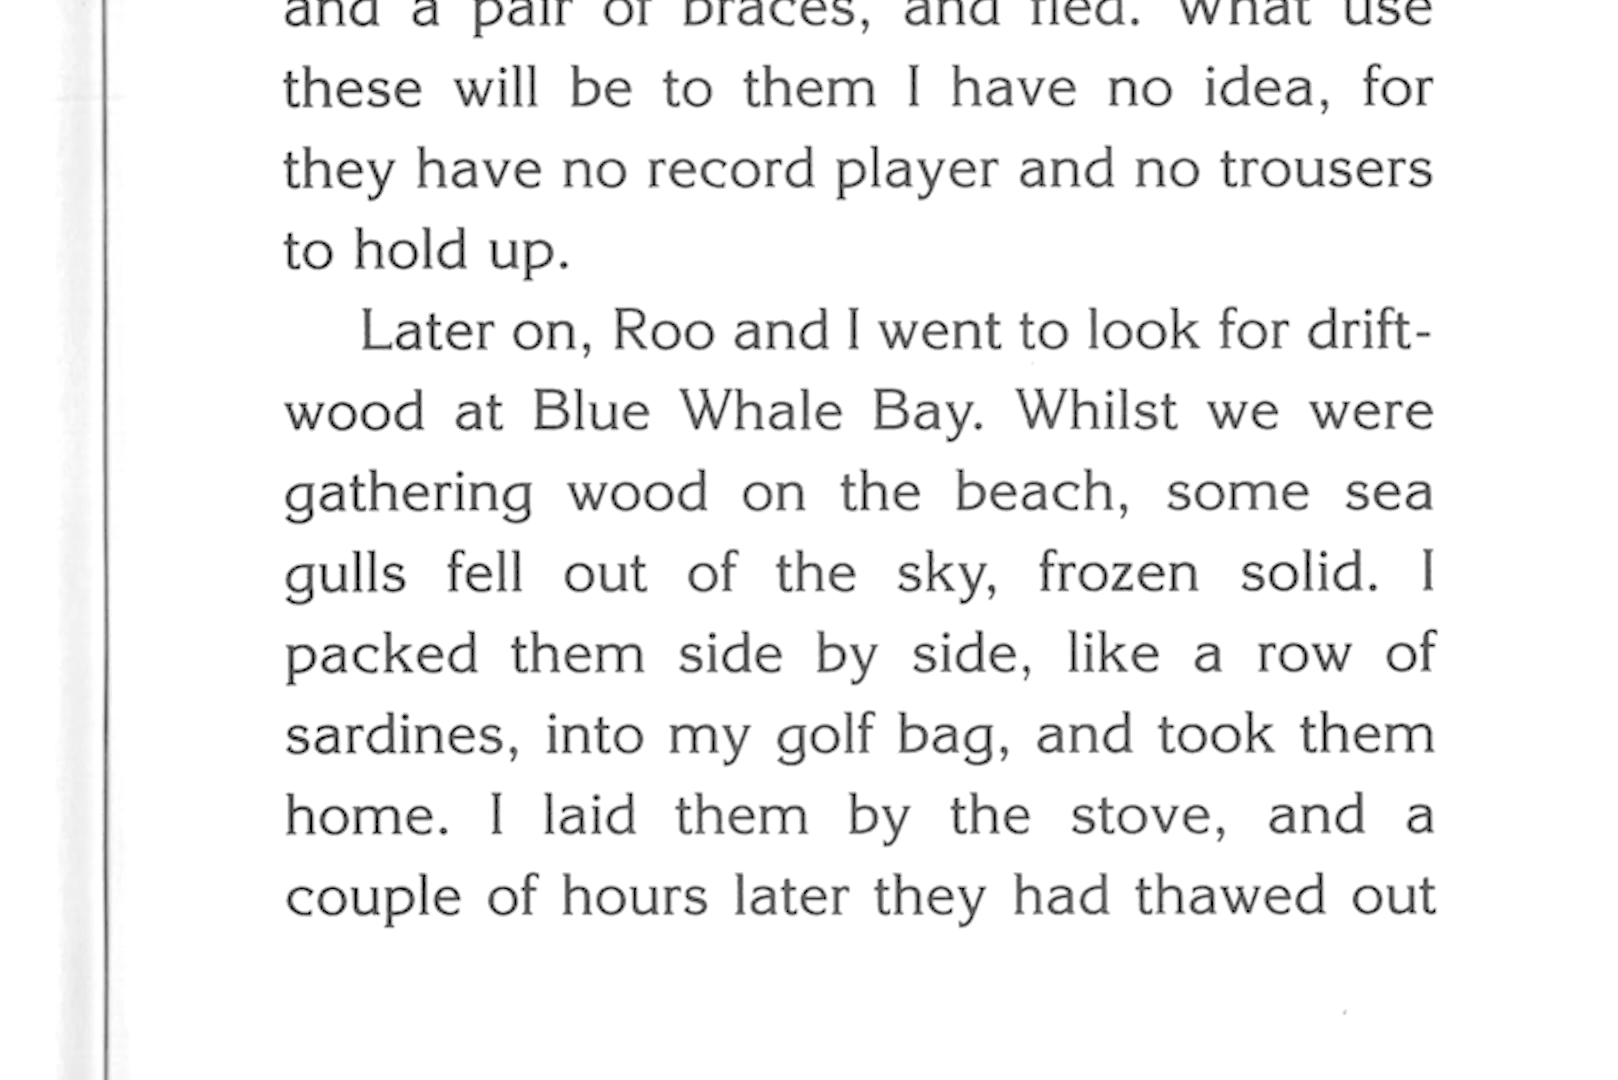 and a pair of braces, and fled. What use
these will be to them I have no idea, for
they have no record player and no trousers
to hold up.
Later on, Roo and I went to look for drift-
wood at Blue Whale Bay. Whilst we were
gathering wood on the beach, some sea
gulls fell out of the sky, frozen solid. I
packed them side by side, like a row of
sardines, into my golf bag, and took them
home. I laid them by the stove, and a
couple of hours later they had thawed out